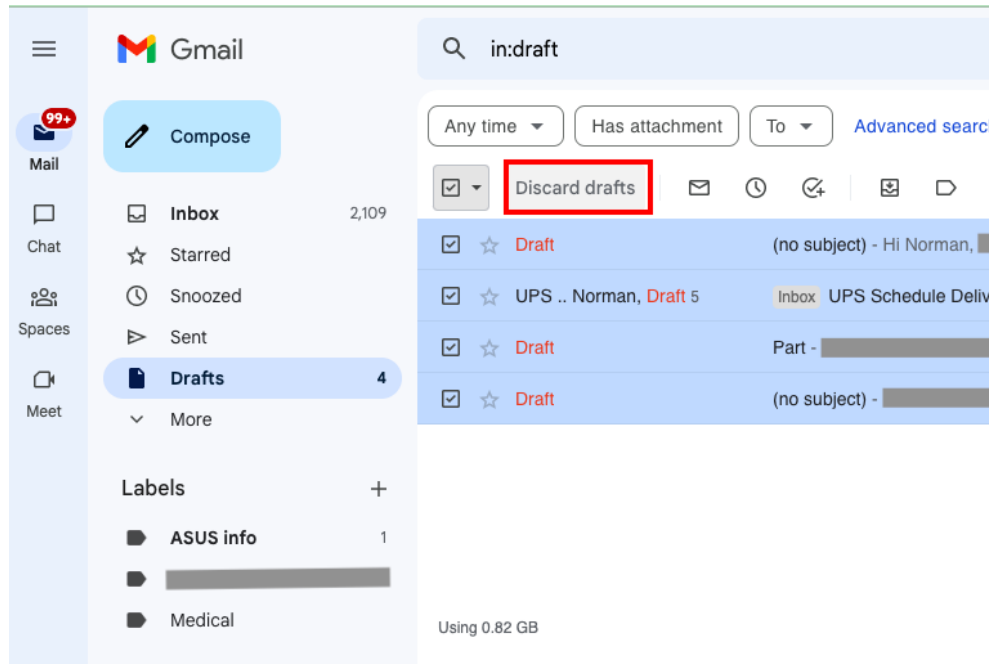 Gmail
in:draft
99+
Mail
Compose
Any time
Has attachment
To
Advanced
Discard drafts
Chat
Inbox 2,109
Starred
Spaces
Snoozed
Sent
Meet
Drafts 4
More
Draft (no subject) - Hi Norman,
UPS .. Norman, Draft 5 Inbox UPS Schedule
Draft Part -
Draft (no subject) -
Labels
ASUS info 1
Medical
Using 0.82 GB